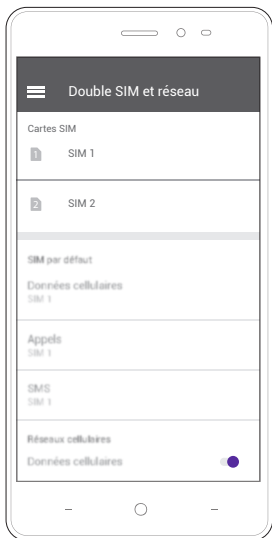 Double SIM et réseau
Cartes SIM
1 SIM 1
2 SIM 2
SIM par défaut
Données cellulaires
SIM 1
Appels
SIM 1
SMS
SIM 1
Réseaux cellulaires
Données cellulaires